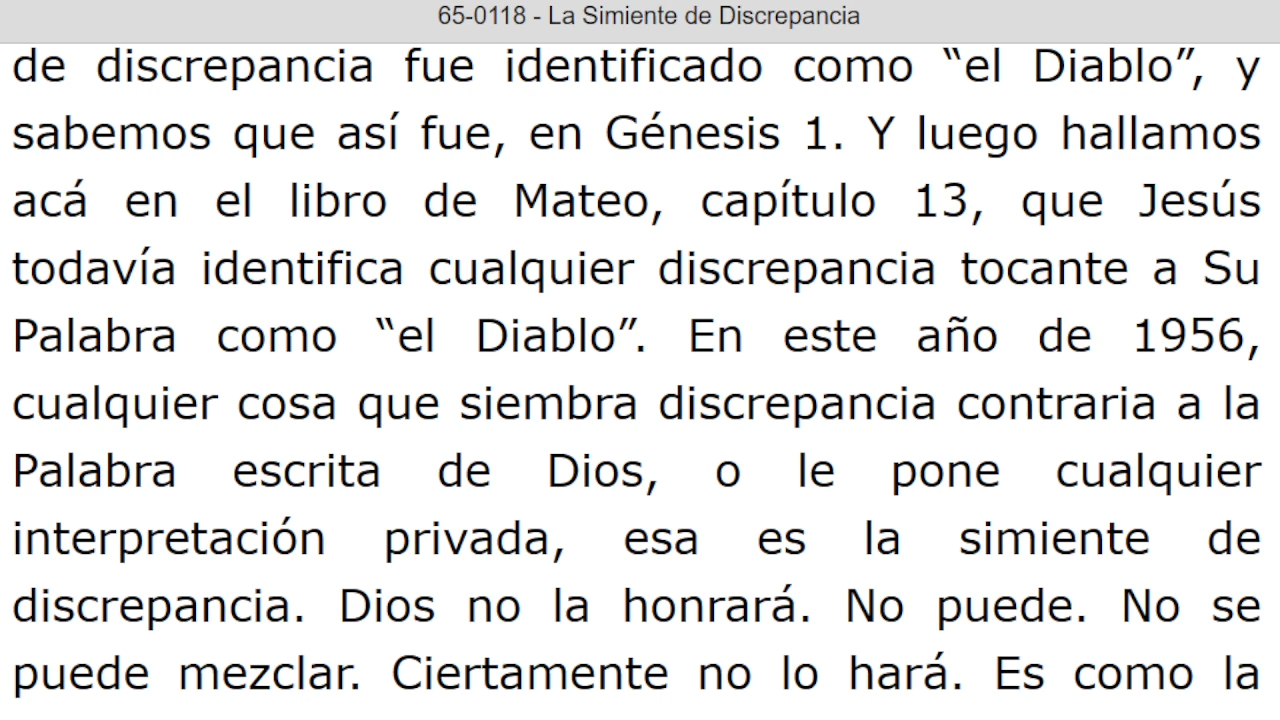 65-0118 - La Simiente de Discrepancia
de discrepancia fue identificado como “el Diablo”, y
sabemos que así fue, en Génesis 1. Y luego hallamos
acá en el libro de Mateo, capítulo 13, que Jesús
todavía identifica cualquier discrepancia tocante a Su
Palabra como “el Diablo”. En este año de 1956,
cualquier cosa que siembra discrepancia contraria a la
Palabra escrita de Dios, o le pone cualquier
interpretación privada, esa es la simiente de
discrepancia. Dios no la honrará. No puede. No se
puede mezclar. Ciertamente no lo hará. Es como la